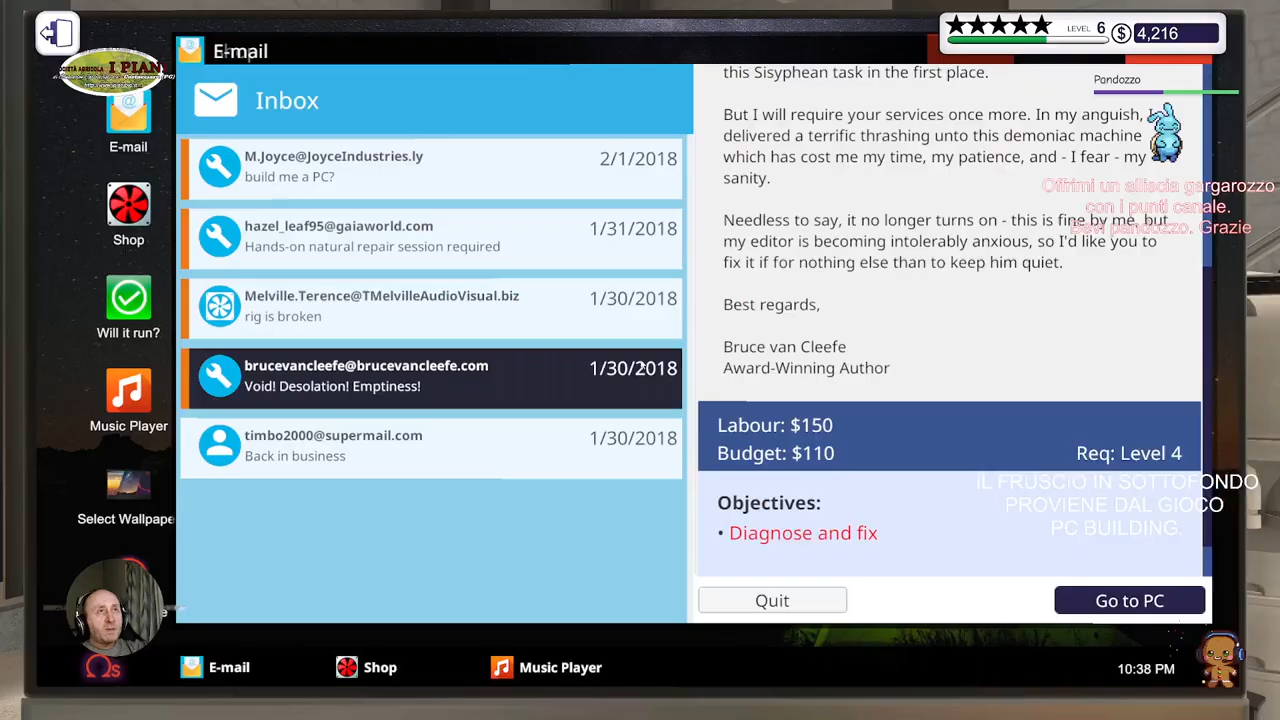 E-mail
LEVEL 6
$ 4,216
I PIANI
Inbox
E-mail
Shop
Will it run?
Music Player
Select Wallpape
M.Joyce@JoyceIndustries.ly
2/1/2018
build me a PC?
hazel_leaf95@gaiaworld.com
1/31/2018
Hands-on natural repair session required
Melville.Terence@TMelvilleAudioVisual.biz
1/30/2018
rig is broken
brucevancleefe@brucevancleefe.com
1/30/2018
Void! Desolation! Emptiness!
timbo2000@supermail.com
1/30/2018
Back in business
this Sisyphean task in the first place.
But I will require your services once more. In my anguish, I
delivered a terrific thrashing unto this demoniac machine
which has cost me my time, my patience, and - I fear - my
sanity.
Needless to say, it no longer turns on - this is fine by me, but
my editor is becoming intolerably anxious, so I'd like you to
fix it if for nothing else than to keep him quiet.
Best regards,
Bruce van Cleefe
Award-Winning Author
Labour: $150
Budget: $110
Req: Level 4
Objectives:
• Diagnose and fix
Quit
Go to PC
Pandozzo
Offrimi un alliscia gargarozzo
con i punti canale.
Bevi pandozzo. Grazie
IL FRUSCIO IN SOTTOFONDO
PROVIENE DAL GIOCO
PC BUILDING.
Ωs
E-mail
Shop
Music Player
10:38 PM